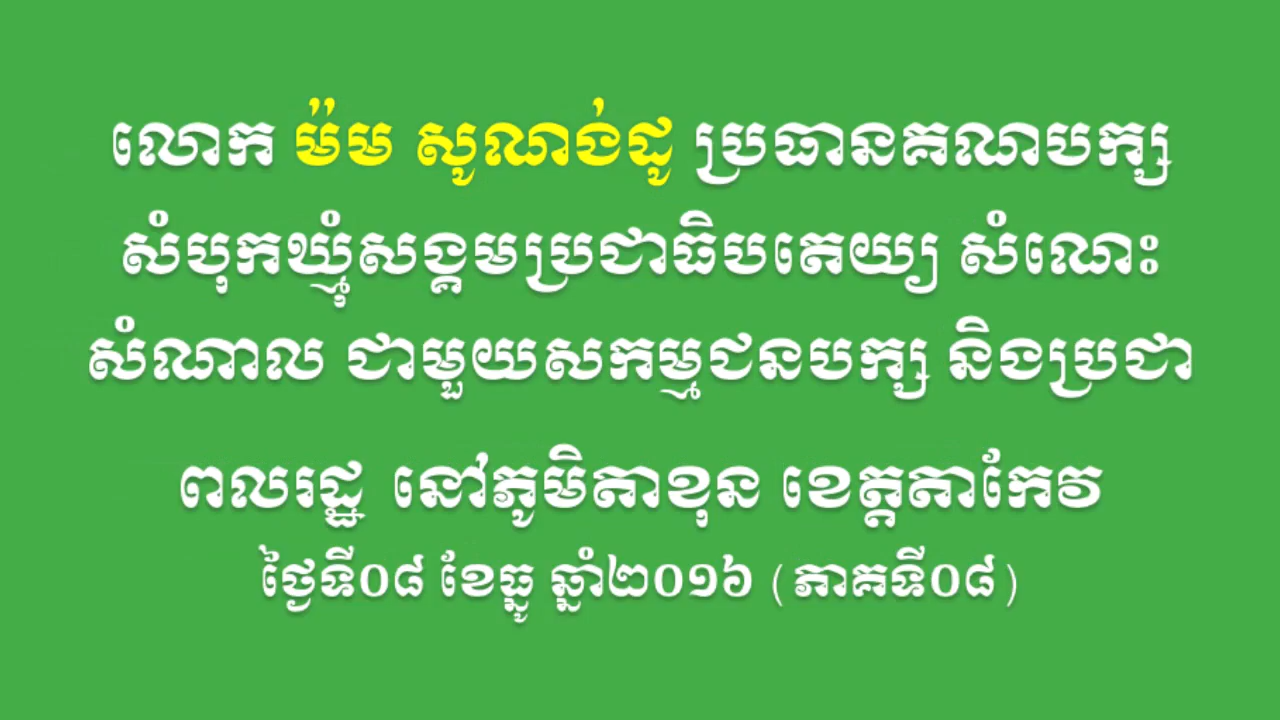 លោក ម៉ម សូណង់ដូ ប្រធានគណបក្ស
សំបុកឃ្មុំសង្គមប្រជាធិបតេយ្យ សំណេះ
សំណាល ជាមួយសកម្មជនបក្ស និងប្រជា
ពលរដ្ឋ នៅភូមិតាខុន ខេត្តតាកែវ
ថ្ងៃទី០៨ ខែធ្នូ ឆ្នាំ២០១៦ (ភាគទី០៨)